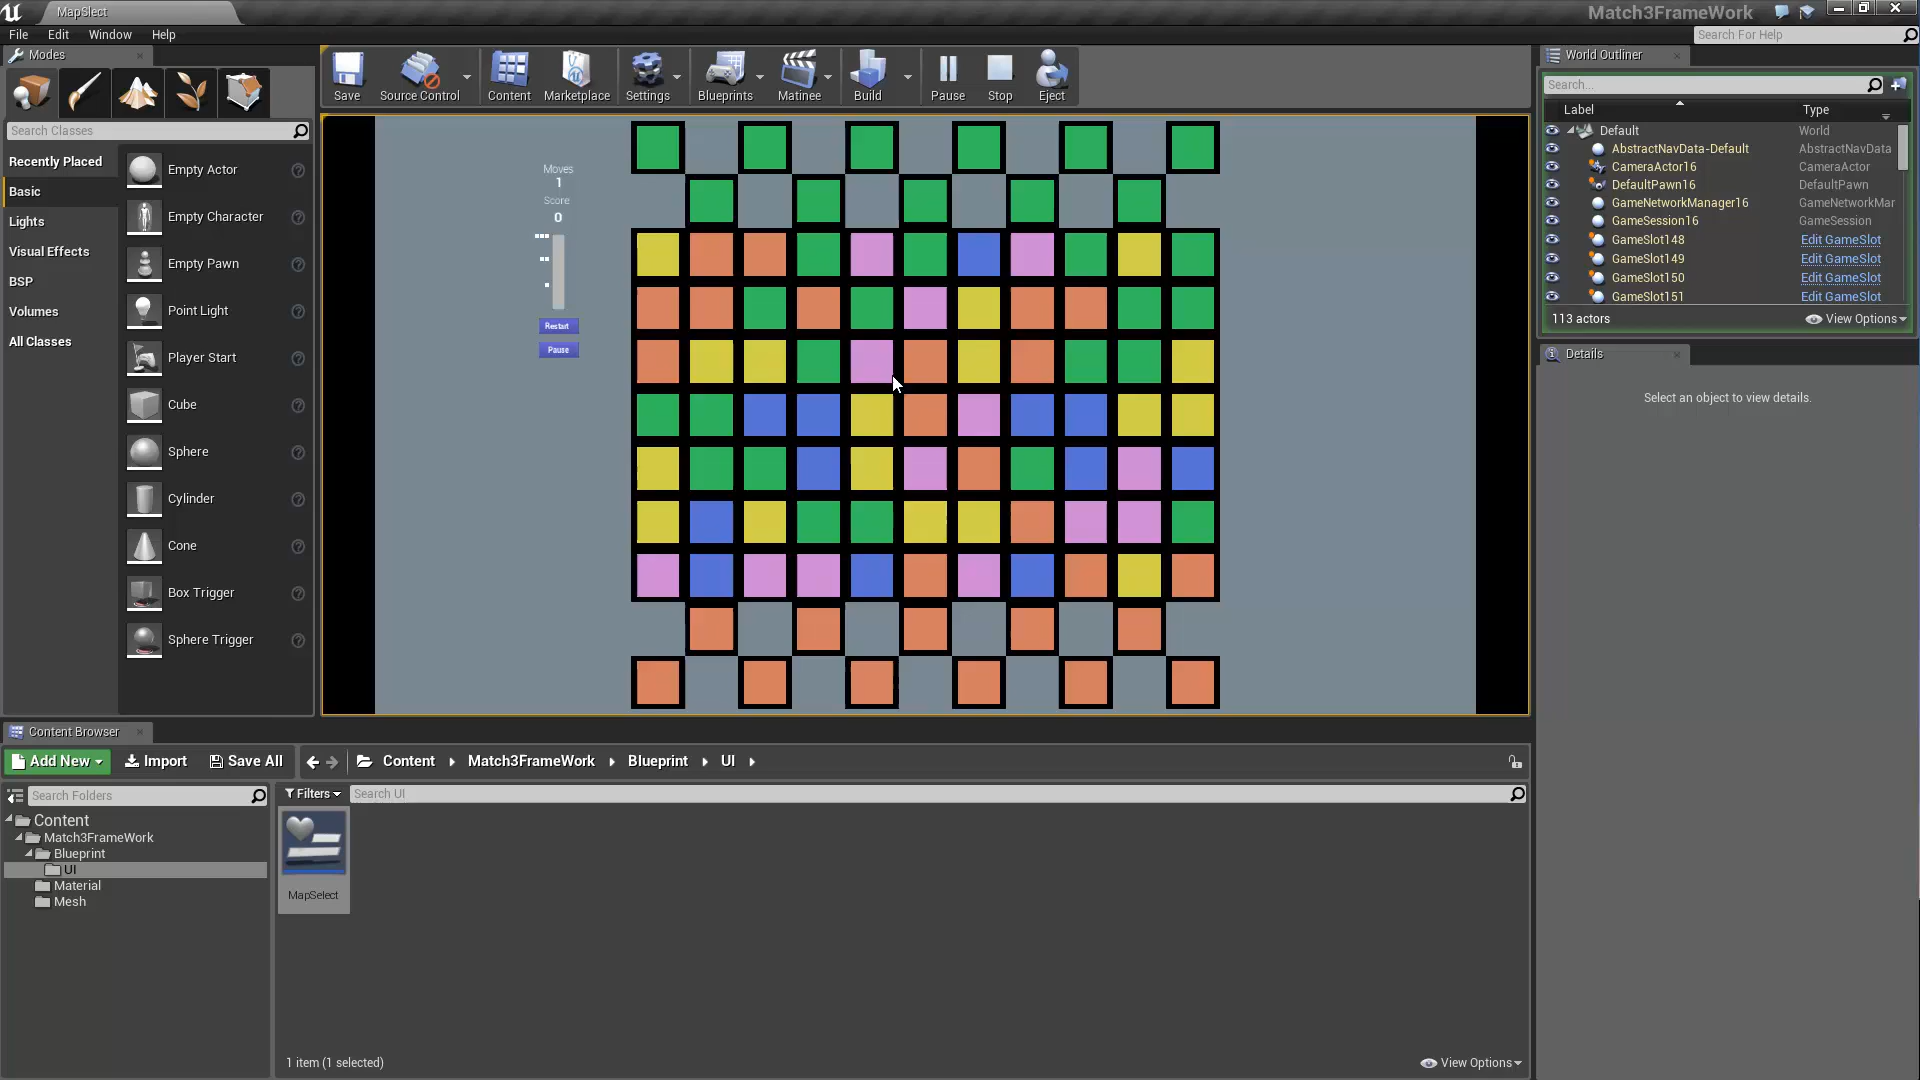 MapSlect
Match3FrameWork
File Edit Window Help
Search For Help
Modes
Search Classes
Recently Placed
Basic
Lights
Visual Effects
BSP
Volumes
All Classes
Empty Actor
Empty Character
Empty Pawn
Point Light
Player Start
Cube
Sphere
Cylinder
Cone
Box Trigger
Sphere Trigger
Save Source Control Content Marketplace Settings Blueprints Matinee Build Pause Stop Eject
Moves
1
Score
0
Restart
Pause
World Outliner
Search...
Label Type
Default World
AbstractNavData-Default AbstractNavData
CameraActor16 CameraActor
DefaultPawn16 DefaultPawn
GameNetworkManager16 GameNetworkMar
GameSession16 GameSession
GameSlot148 Edit GameSlot
GameSlot149 Edit GameSlot
GameSlot150 Edit GameSlot
GameSlot151 Edit GameSlot
113 actors View Options
Details
Select an object to view details.
Content Browser
Add New Import Save All Content Match3FrameWork Blueprint UI
Search Folders
Content
Match3FrameWork
Blueprint
UI
Material
Mesh
Filters Search UI
MapSelect
1 item (1 selected) View Options